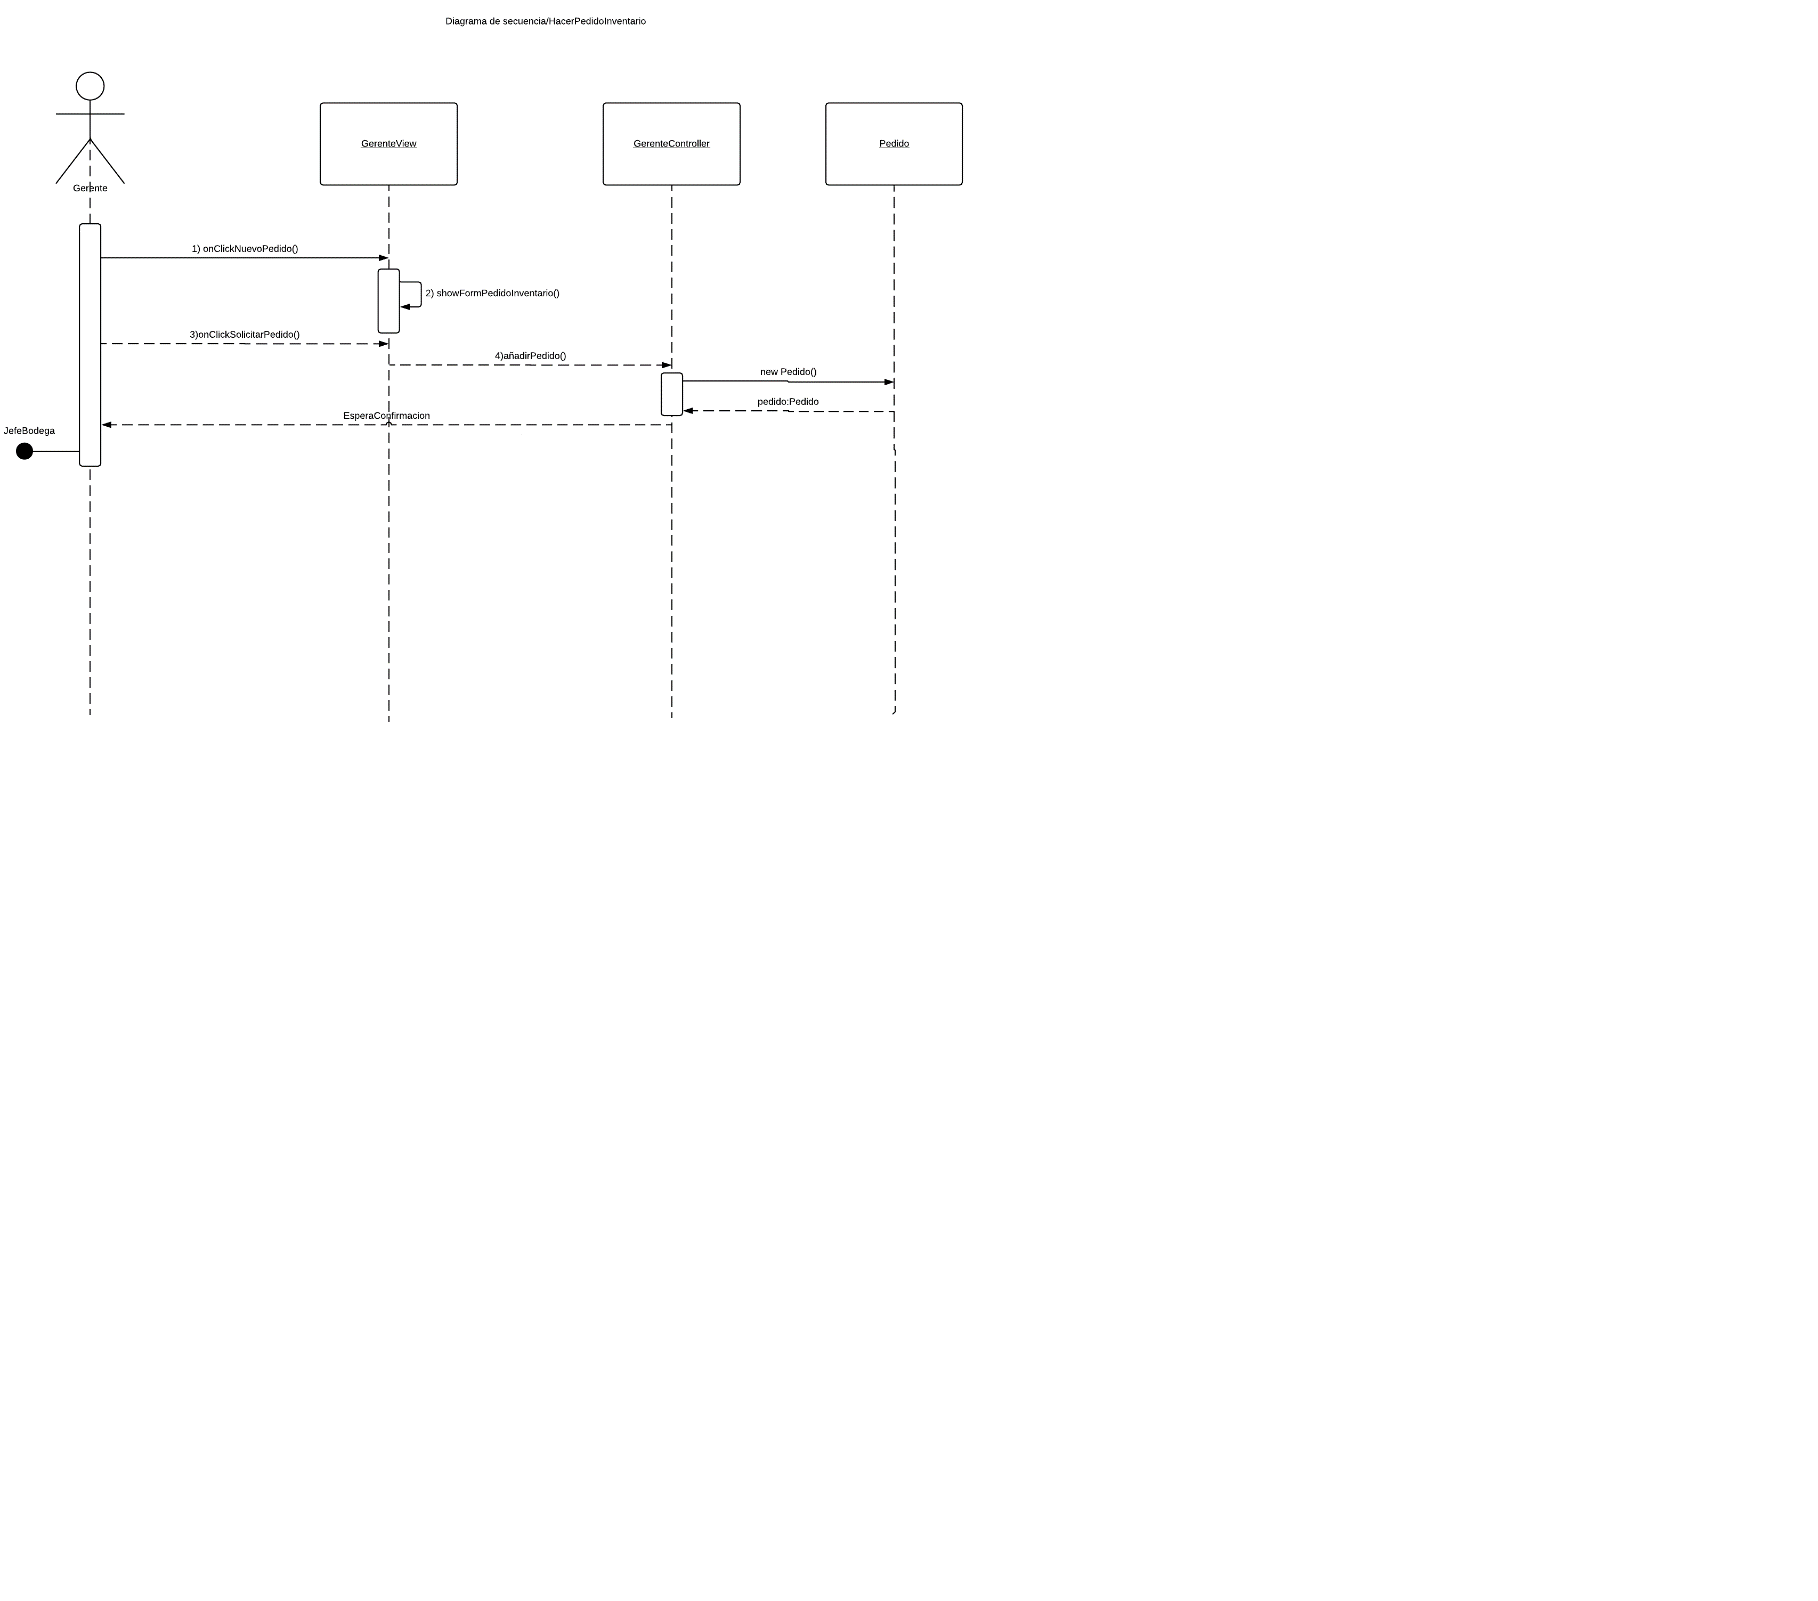 Diagrama de secuencia/HacerPedidoInventario
Gerente
GerenteView
GerenteController
Pedido
1) onClickNuevoPedido()
2) showFormPedidoInventario()
3)onClickSolicitarPedido()
4)añadirPedido()
new Pedido()
pedido:Pedido
EsperaConfirmacion
JefeBodega